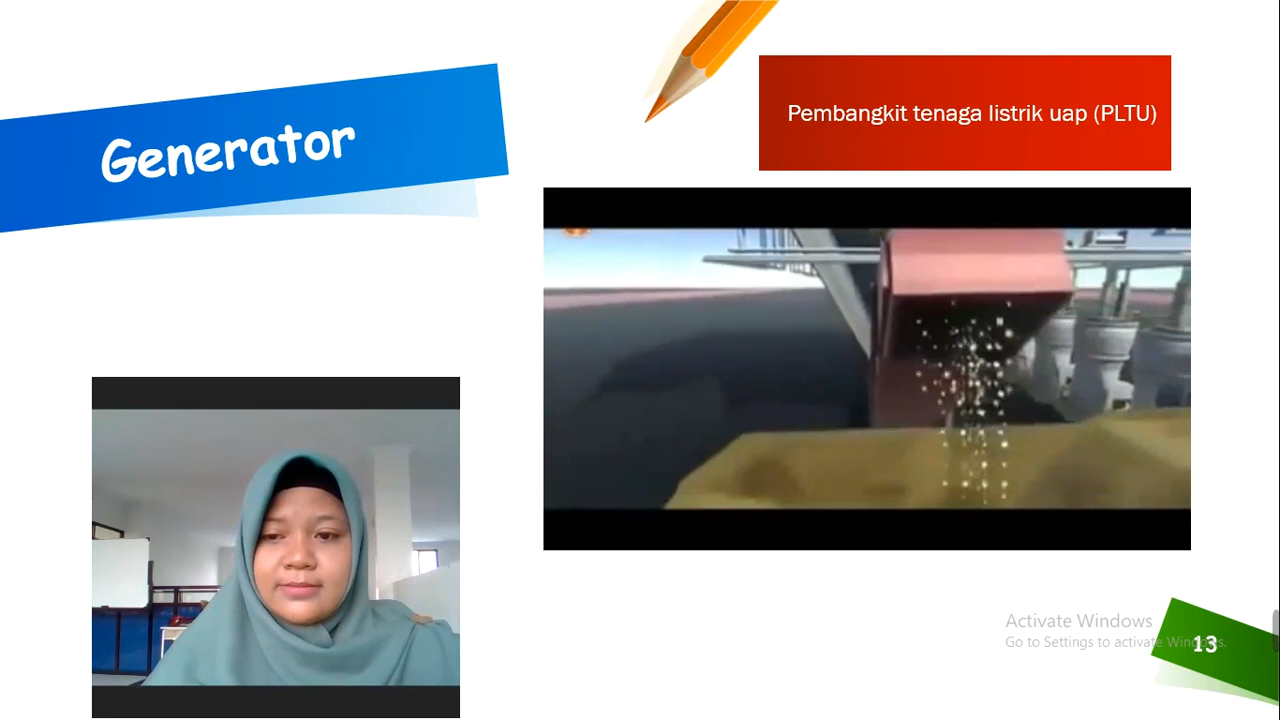 Generator
Pembangkit tenaga listrik uap (PLTU)
Activate Windows
Go to Settings to activate Windows.
13